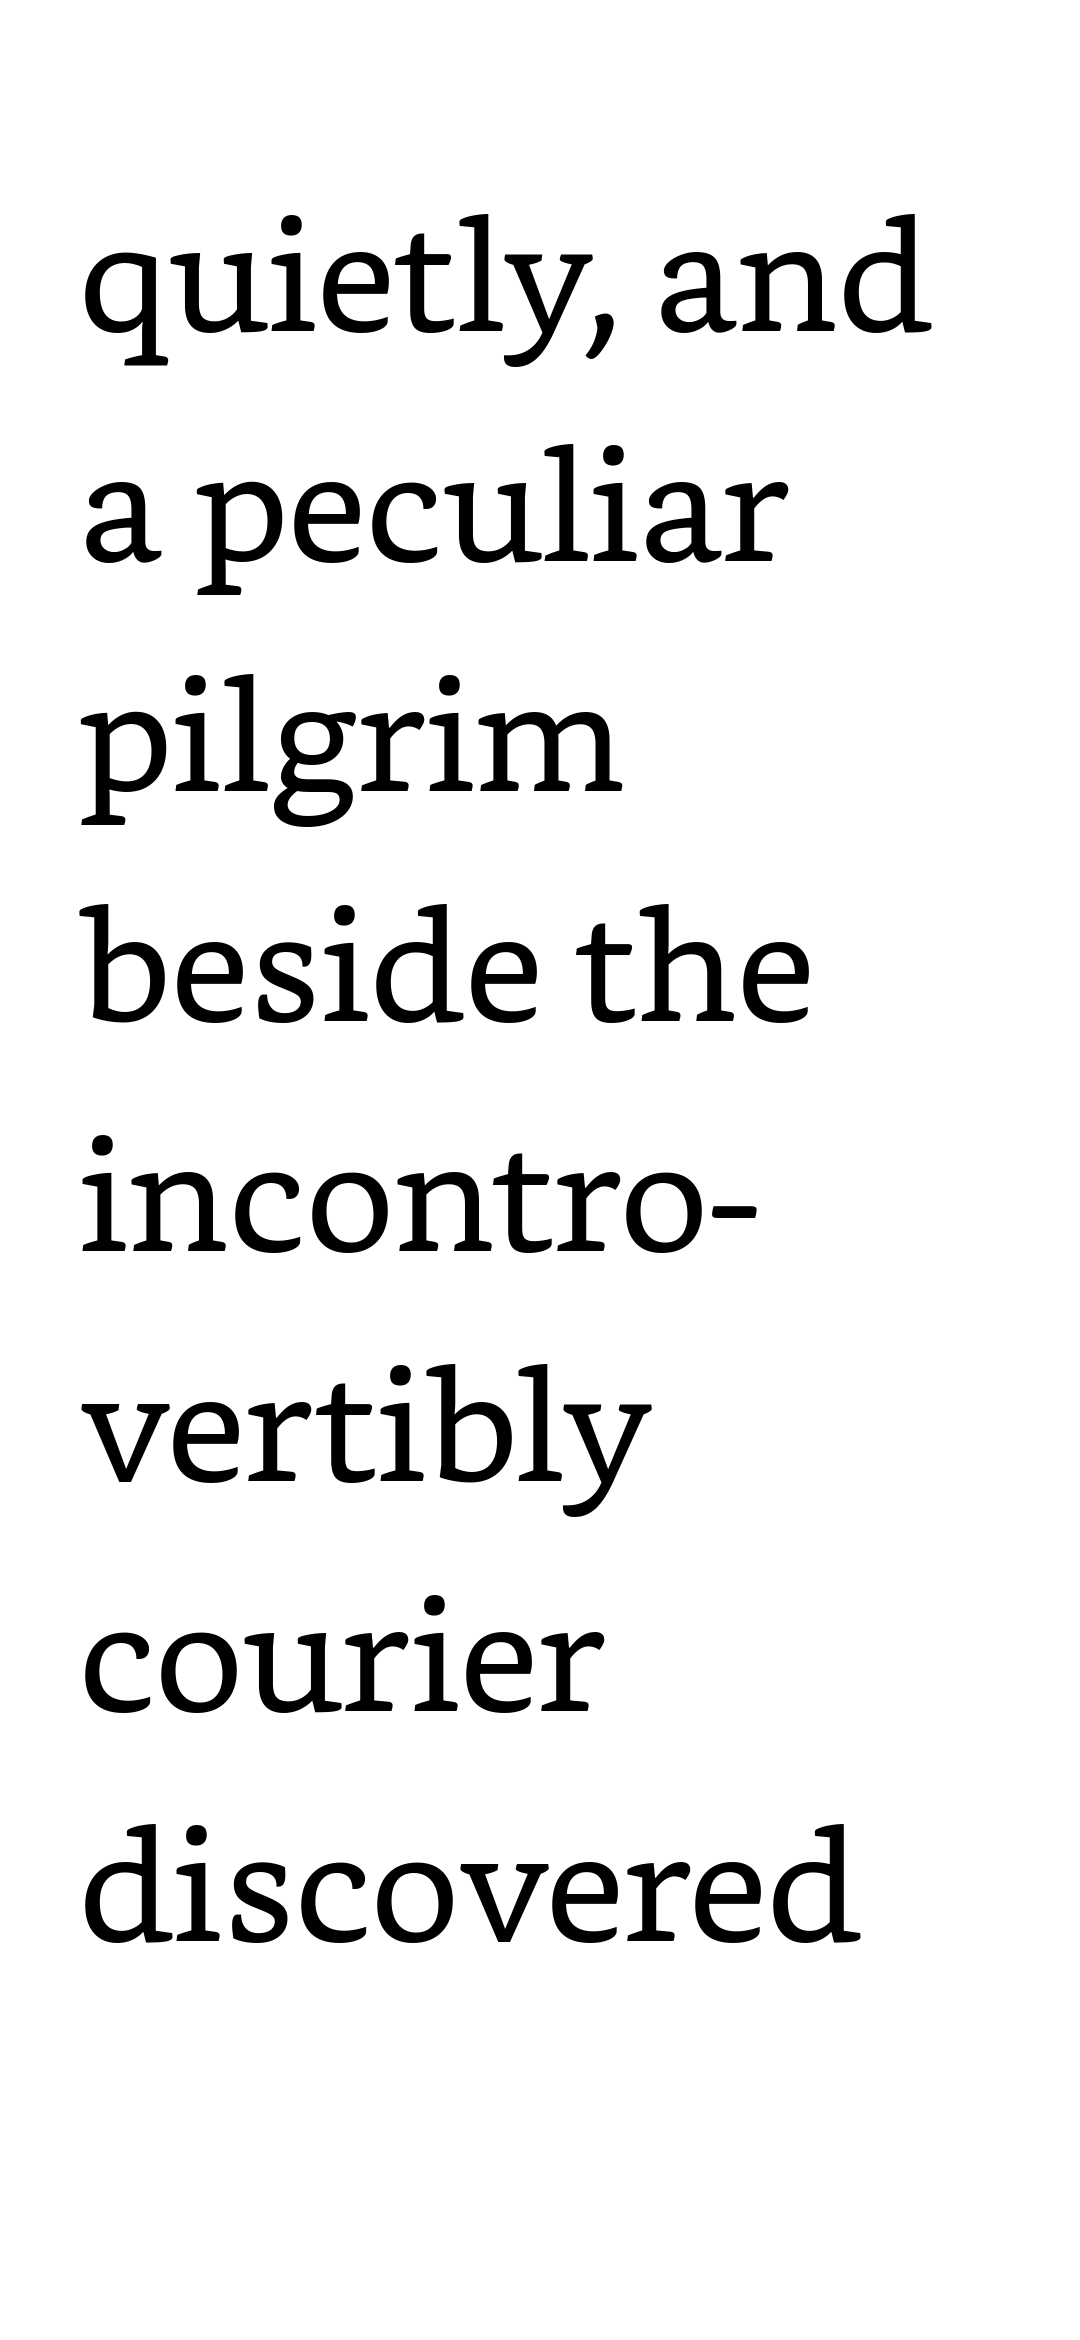 quietly, and
a peculiar
pilgrim
beside the
incontro-
vertibly
courier
discovered